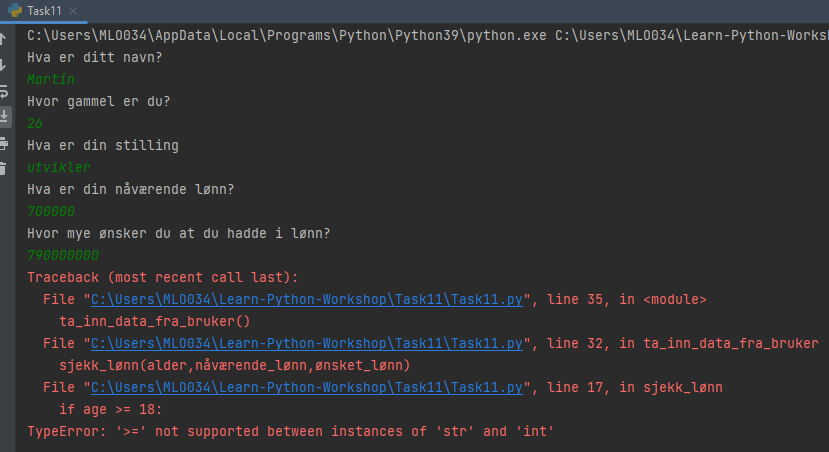 Task11
C:\Users\MLO034\AppData\Local\Programs\Python\Python39\python.exe C:\Users\MLO034\Learn-Python-Worksh
Hva er ditt navn?
Martin
Hvor gammel er du?
26
Hva er din stilling
utvikler
Hva er din nåværende lønn?
700000
Hvor mye ønsker du at du hadde i lønn?
790000000
Traceback (most recent call last):
File "C:\Users\MLO034\Learn-Python-Workshop\Task11\Task11.py", line 35, in <module>
ta_inn_data_fra_bruker()
File "C:\Users\MLO034\Learn-Python-Workshop\Task11\Task11.py", line 32, in ta_inn_data_fra_bruker
sjekk_lønn(alder,nåværende_lønn,ønsket_lønn)
File "C:\Users\MLO034\Learn-Python-Workshop\Task11\Task11.py", line 17, in sjekk_lønn
if age >= 18:
TypeError: '>=' not supported between instances of 'str' and 'int'